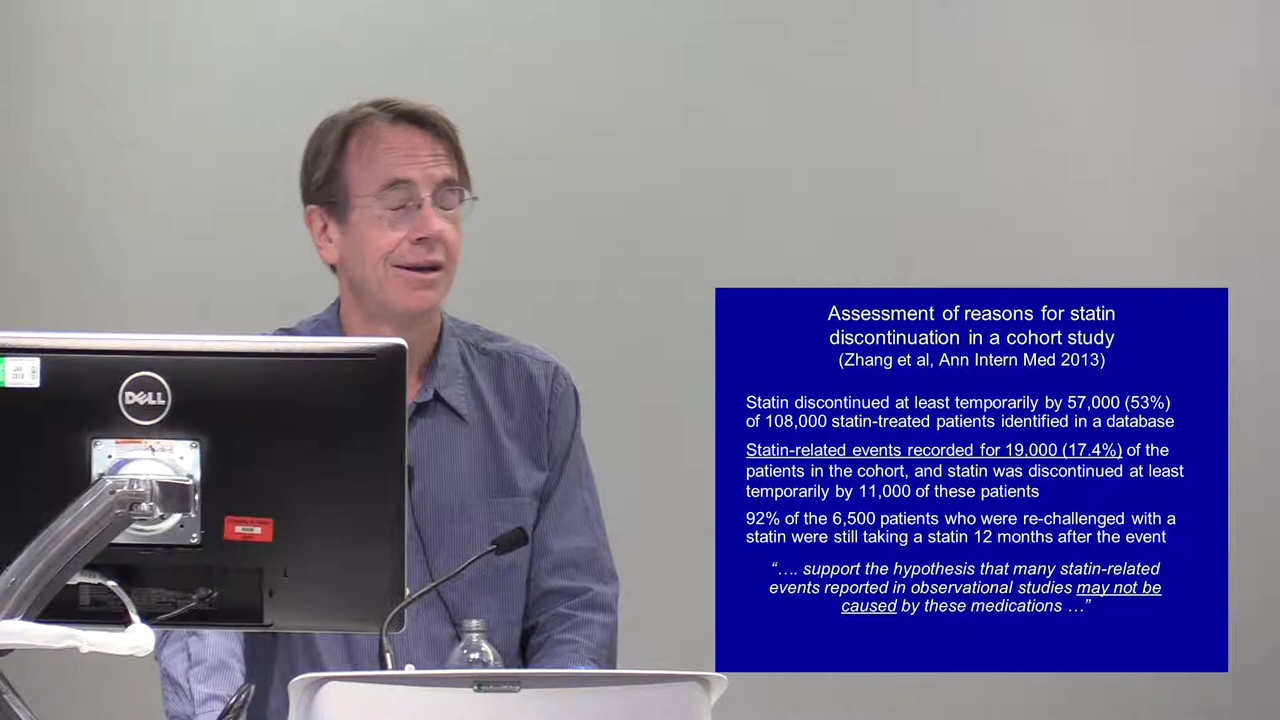 JAN
DELL
Assessment of reasons for statin
discontinuation in a cohort study
(Zhang et al, Ann Intern Med 2013)
Statin discontinued at least temporarily by 57,000 (53%)
of 108,000 statin-treated patients identified in a database
Statin-related events recorded for 19,000 (17.4%) of the
patients in the cohort, and statin was discontinued at least
temporarily by 11,000 of these patients
92% of the 6,500 patients who were re-challenged with a
statin were still taking a statin 12 months after the event
“…. support the hypothesis that many statin-related
events reported in observational studies may not be
caused by these medications …”